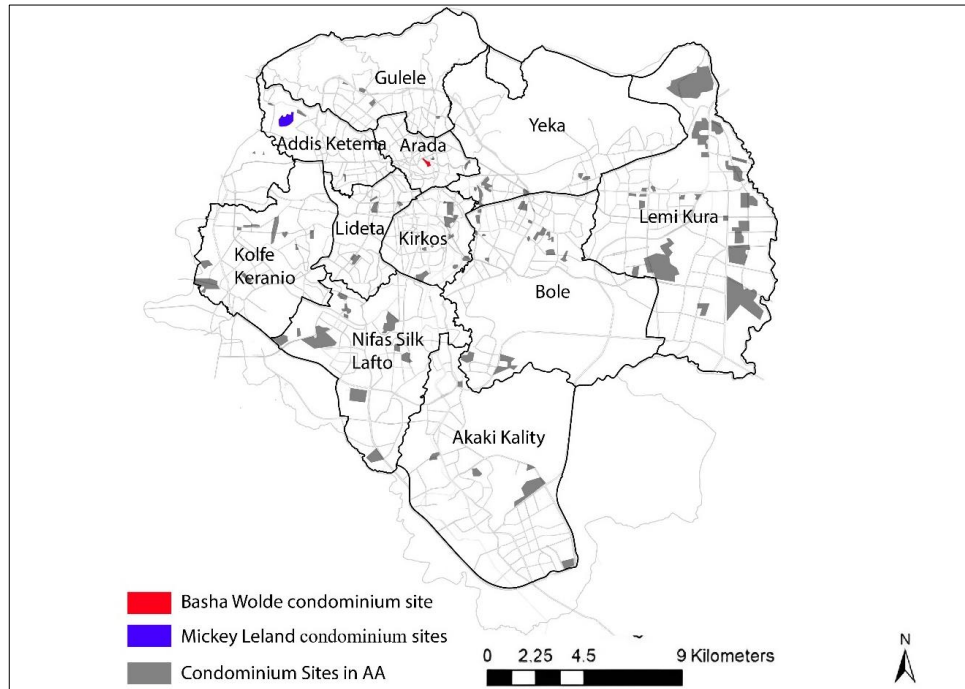 Gulele
Yeka
Addis Ketema
Arada
Lemi Kura
Lideta
Kirkos
Kolfe
Keranio
Bole
Nifas Silk
Lafto
Akaki Kality
Basha Wolde condominium site
Mickey Leland condominium sites
Condominium Sites in AA
0 2.25 4.5 9 Kilometers
N